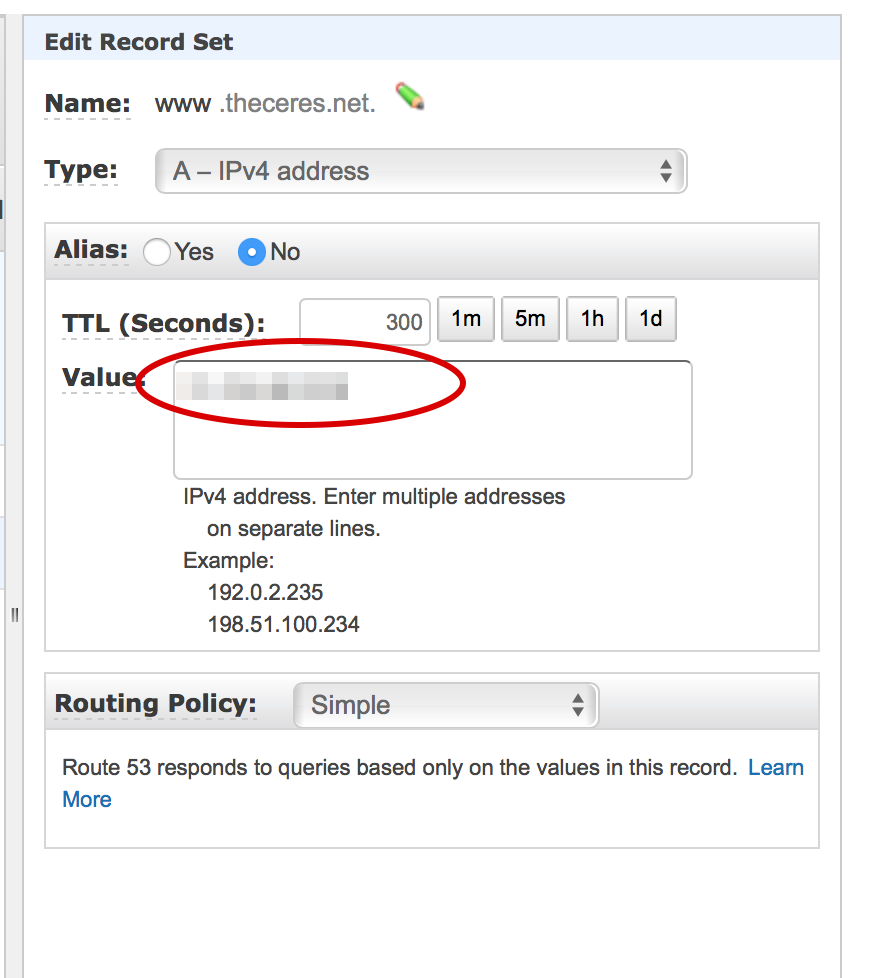 Edit Record Set
Name: www .theceres.net.
Type: A – IPv4 address
Alias: Yes No
TTL (Seconds): 300 1m 5m 1h 1d
Value:
IPv4 address. Enter multiple addresses
on separate lines.
Example:
192.0.2.235
198.51.100.234
Routing Policy: Simple
Route 53 responds to queries based only on the values in this record. Learn
More